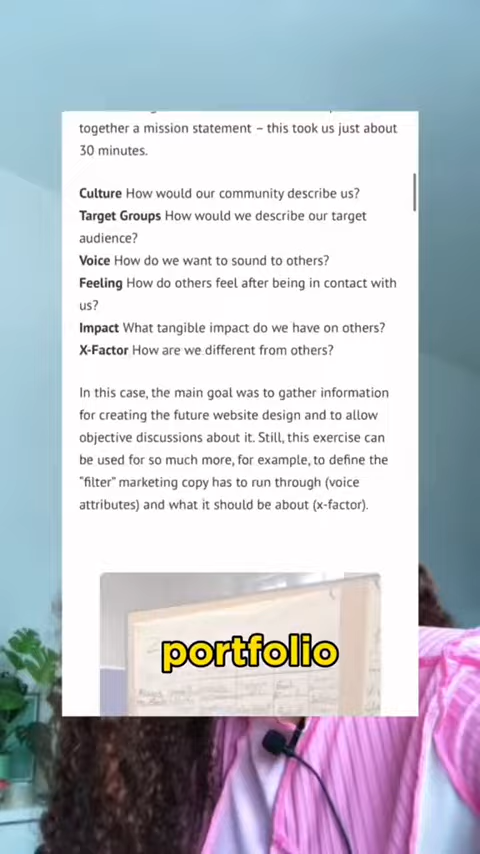 together a mission statement – this took us just about
30 minutes.
Culture How would our community describe us?
Target Groups How would we describe our target
audience?
Voice How do we want to sound to others?
Feeling How do others feel after being in contact with
us?
Impact What tangible impact do we have on others?
X-Factor How are we different from others?
In this case, the main goal was to gather information
for creating the future website design and to allow
objective discussions about it. Still, this exercise can
be used for so much more, for example, to define the
"filter" marketing copy has to run through (voice
attributes) and what it should be about (x-factor).
portfolio